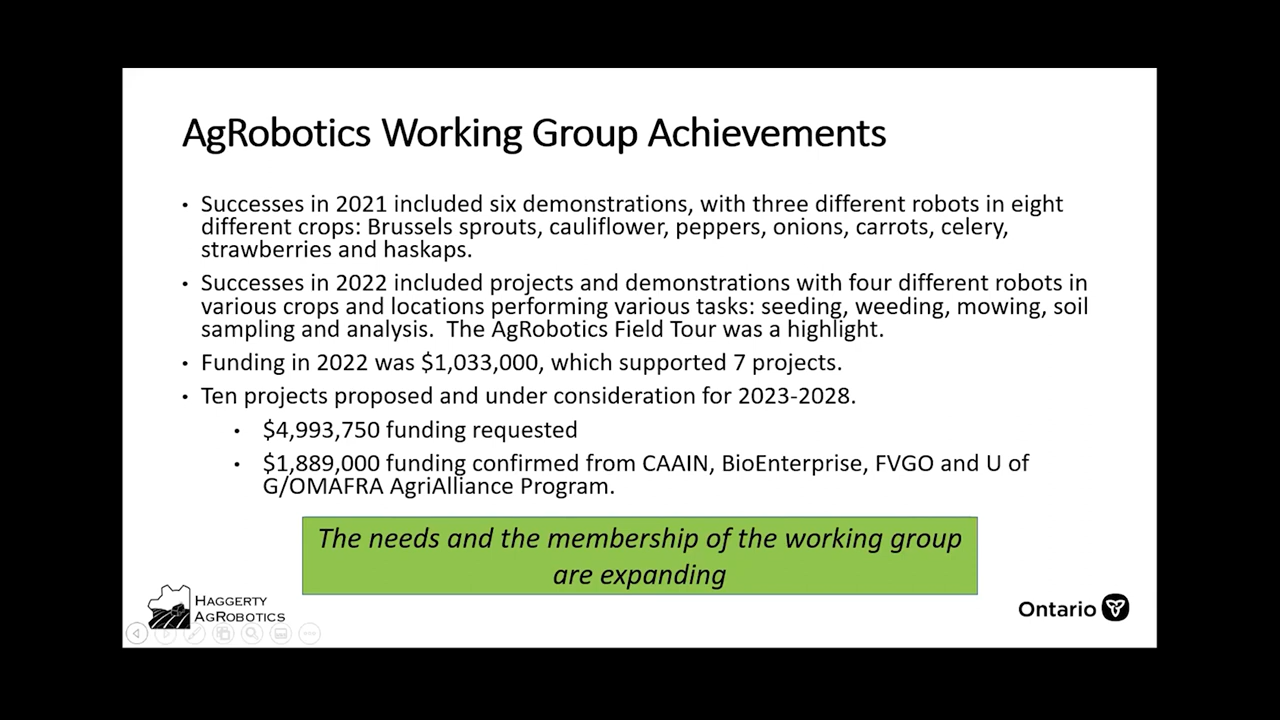 AgRobotics Working Group Achievements
• Successes in 2021 included six demonstrations, with three different robots in eight
different crops: Brussels sprouts, cauliflower, peppers, onions, carrots, celery,
strawberries and haskaps.
• Successes in 2022 included projects and demonstrations with four different robots in
various crops and locations performing various tasks: seeding, weeding, mowing, soil
sampling and analysis.  The AgRobotics Field Tour was a highlight.
• Funding in 2022 was $1,033,000, which supported 7 projects.
• Ten projects proposed and under consideration for 2023-2028.
• $4,993,750 funding requested
• $1,889,000 funding confirmed from CAAIN, BioEnterprise, FVGO and U of
G/OMAFRA AgriAlliance Program.
The needs and the membership of the working group
are expanding
HAGGERTY
AGROBOTICS
Ontario